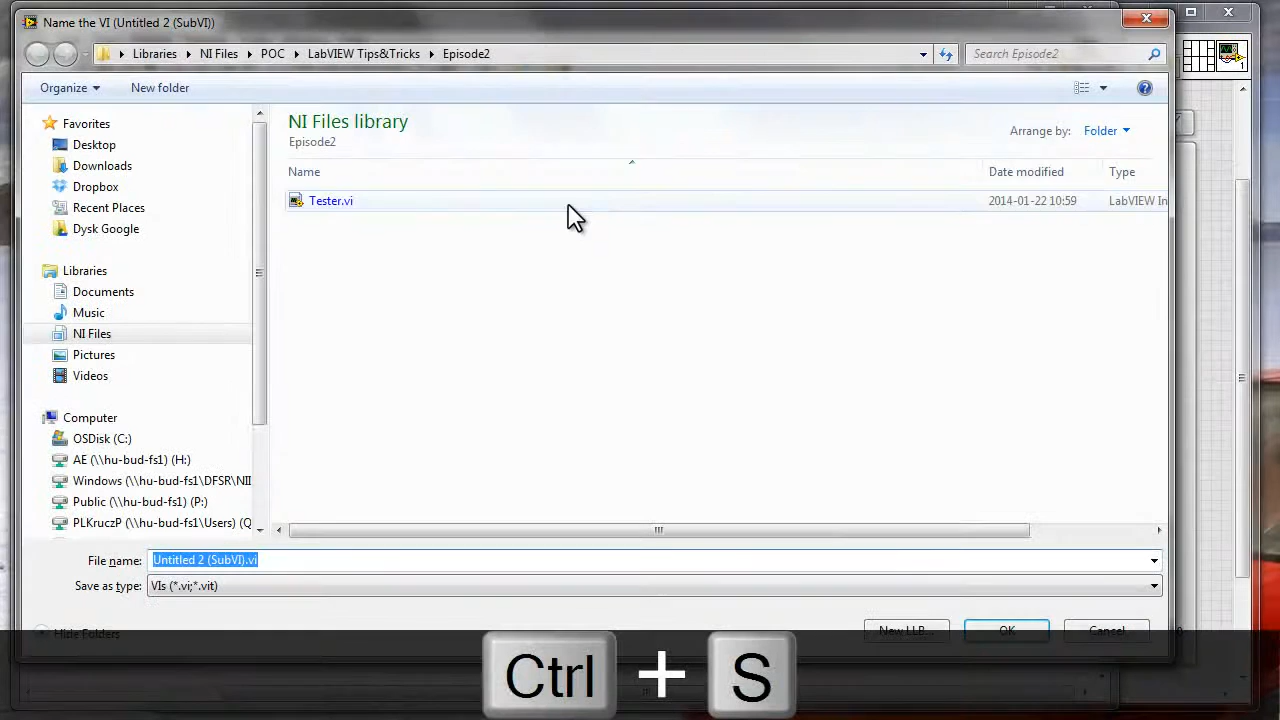 Name the VI (Untitled 2 (SubVI))
Libraries NI Files POC LabVIEW Tips&Tricks Episode2
Search Episode2
Organize New folder
Favorites
Desktop
Downloads
Dropbox
Recent Places
Dysk Google
Libraries
Documents
Music
NI Files
Pictures
Videos
Computer
OSDisk (C:)
AE (\\hu-bud-fs1) (H:)
Windows (\\hu-bud-fs1\DFSR\NII
Public (\\hu-bud-fs1) (P:)
PLKruczP (\\hu-bud-fs1\Users) (Q
NI Files library
Episode2
Arrange by: Folder
Name Date modified Type
Tester.vi 2014-01-22 10:59 LabVIEW In
File name: Untitled 2 (SubVI).vi
Save as type: VIs (*.vi;*.vit)
Hide Folders New LLB... OK Cancel
Ctrl + S